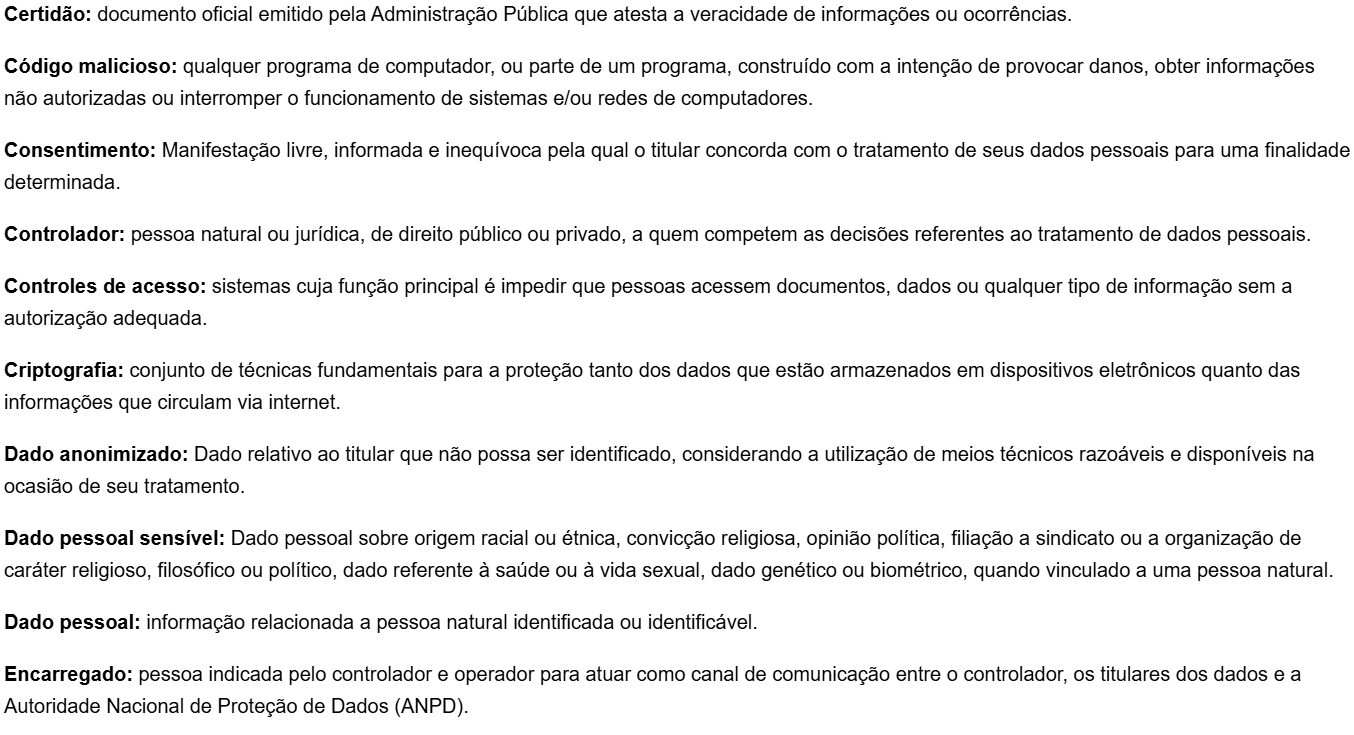 Certidão: documento oficial emitido pela Administração Pública que atesta a veracidade de informações ou ocorrências.
Código malicioso: qualquer programa de computador, ou parte de um programa, construído com a intenção de provocar danos, obter informações
não autorizadas ou interromper o funcionamento de sistemas e/ou redes de computadores.
Consentimento: Manifestação livre, informada e inequívoca pela qual o titular concorda com o tratamento de seus dados pessoais para uma finalidade
determinada.
Controlador: pessoa natural ou jurídica, de direito público ou privado, a quem competem as decisões referentes ao tratamento de dados pessoais.
Controles de acesso: sistemas cuja função principal é impedir que pessoas acessem documentos, dados ou qualquer tipo de informação sem a
autorização adequada.
Criptografia: conjunto de técnicas fundamentais para a proteção tanto dos dados que estão armazenados em dispositivos eletrônicos quanto das
informações que circulam via internet.
Dado anonimizado: Dado relativo ao titular que não possa ser identificado, considerando a utilização de meios técnicos razoáveis e disponíveis na
ocasião de seu tratamento.
Dado pessoal sensível: Dado pessoal sobre origem racial ou étnica, convicção religiosa, opinião política, filiação a sindicato ou a organização de
caráter religioso, filosófico ou político, dado referente à saúde ou à vida sexual, dado genético ou biométrico, quando vinculado a uma pessoa natural.
Dado pessoal: informação relacionada a pessoa natural identificada ou identificável.
Encarregado: pessoa indicada pelo controlador e operador para atuar como canal de comunicação entre o controlador, os titulares dos dados e a
Autoridade Nacional de Proteção de Dados (ANPD).